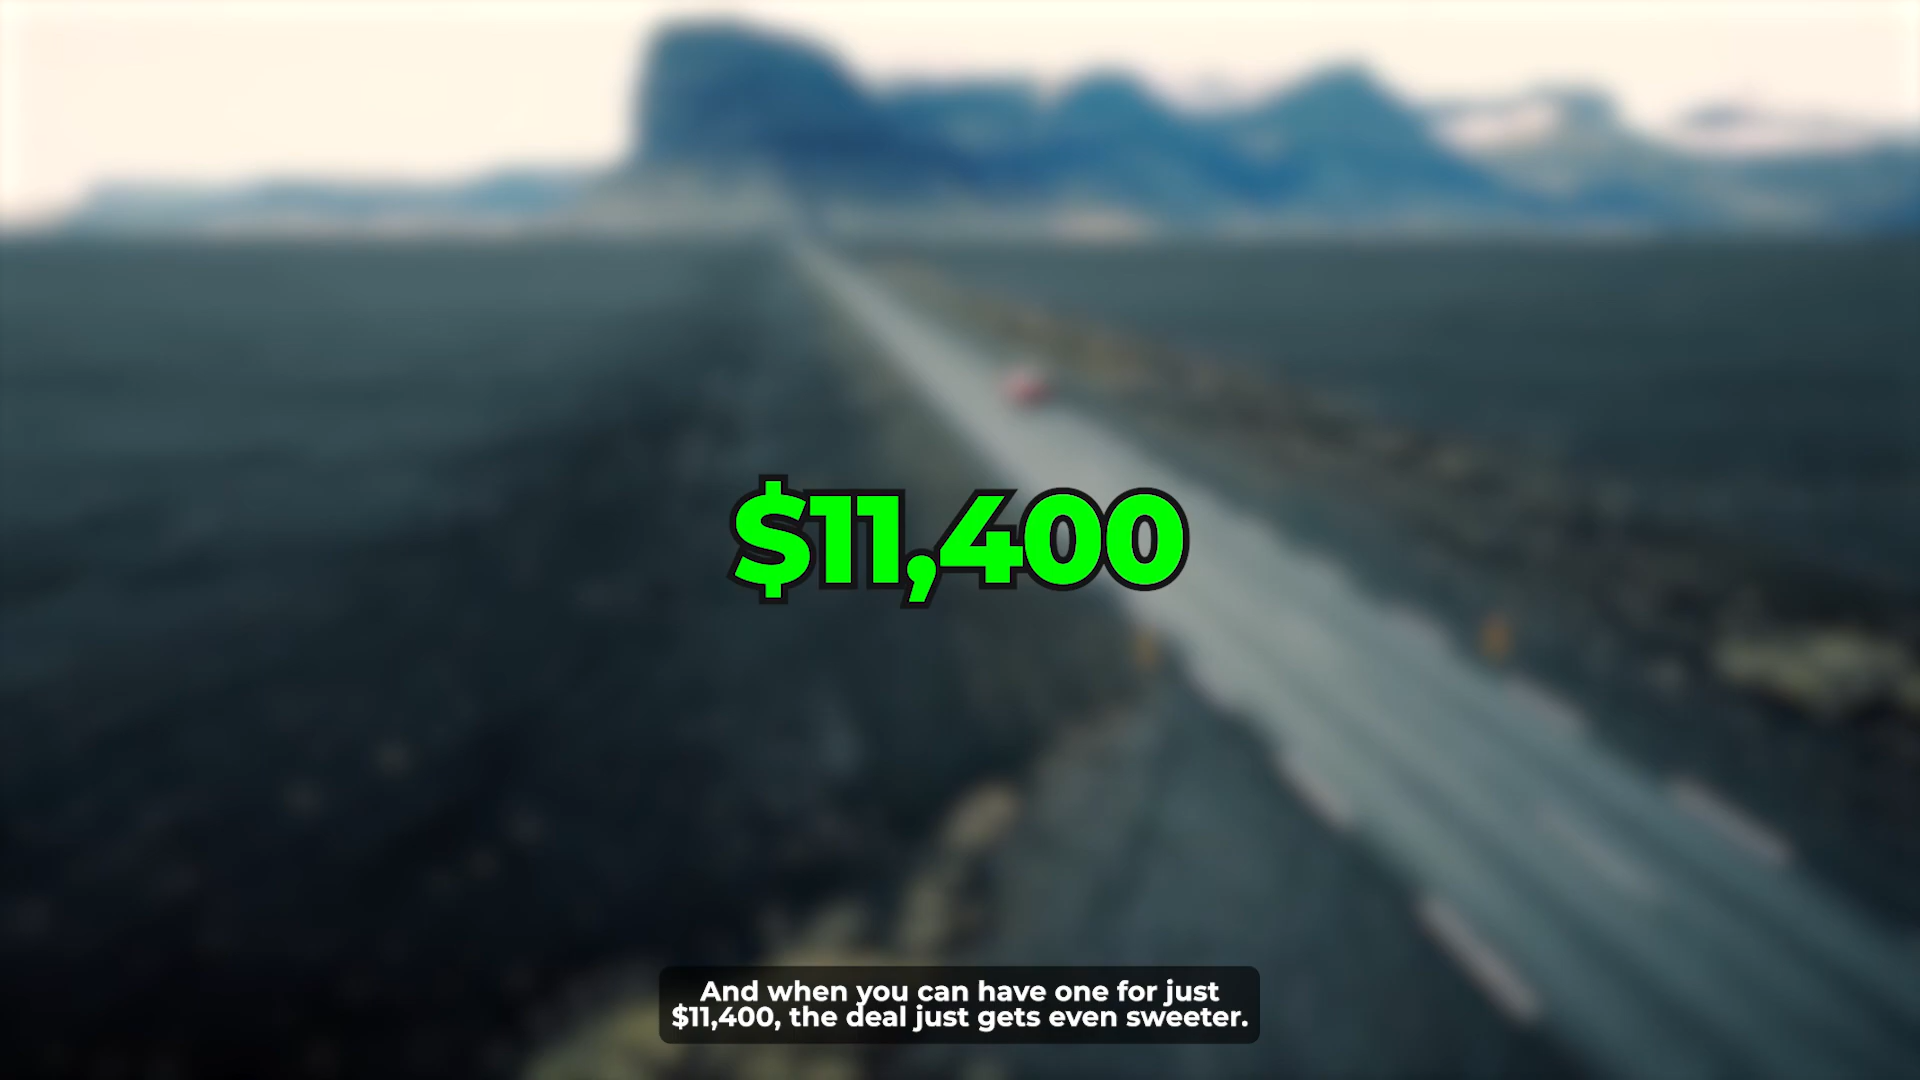 $11,400
And when you can have one for just
$11,400, the deal just gets even sweeter.